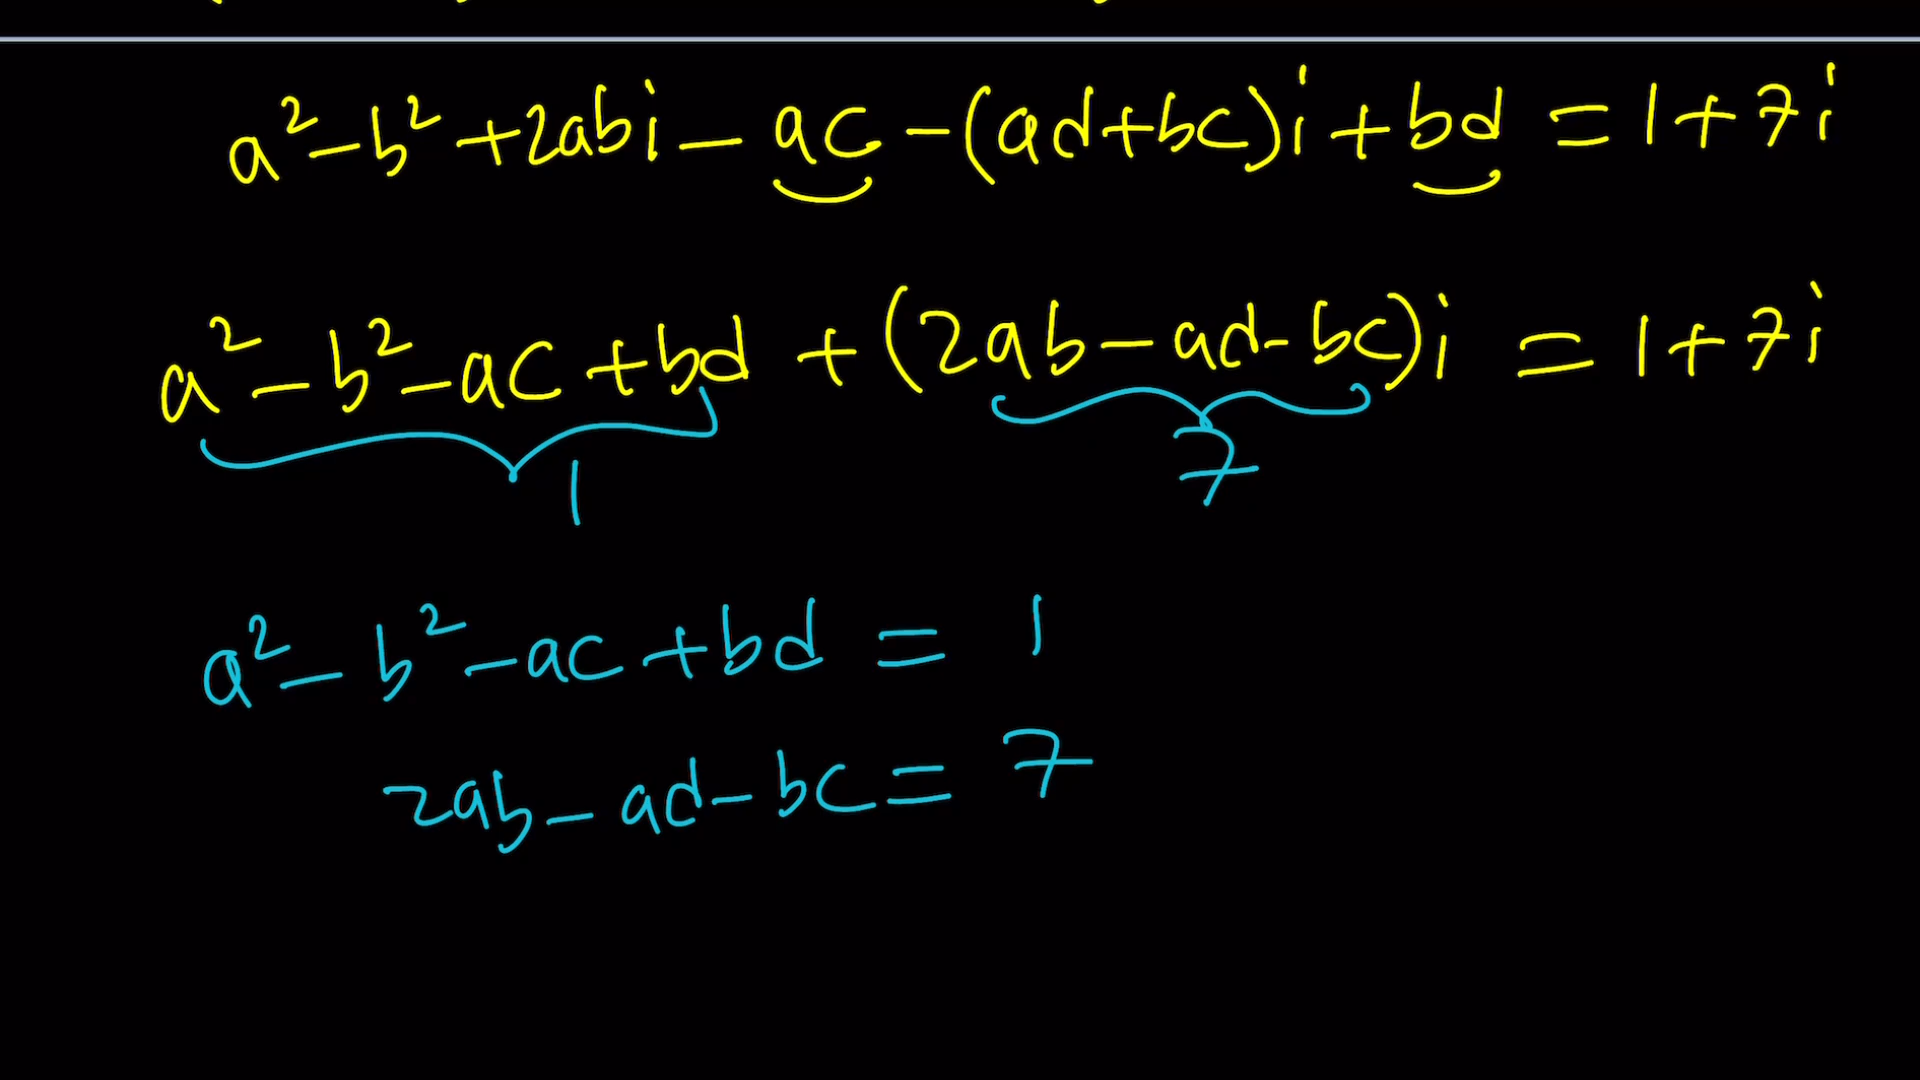 a² - b² + 2abi - ac - (ad+bc)i + bd = 1+7i
a² - b² - ac + bd + (2ab - ad - bc)i = 1+7i
1 7
a² - b² - ac + bd = 1
2ab - ad - bc = 7